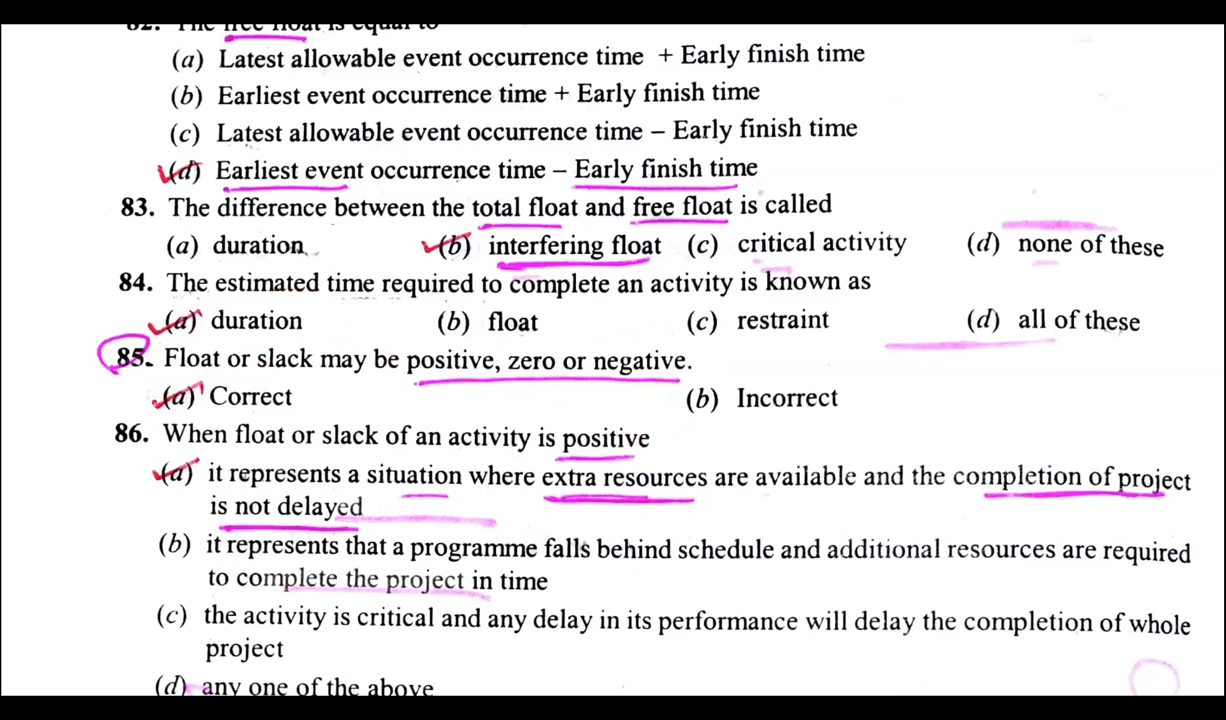 82. The free float is equal to
(a) Latest allowable event occurrence time + Early finish time
(b) Earliest event occurrence time + Early finish time
(c) Latest allowable event occurrence time – Early finish time
(d) Earliest event occurrence time – Early finish time
83. The difference between the total float and free float is called
(a) duration (b) interfering float (c) critical activity (d) none of these
84. The estimated time required to complete an activity is known as
(a) duration (b) float (c) restraint (d) all of these
85. Float or slack may be positive, zero or negative.
(a) Correct (b) Incorrect
86. When float or slack of an activity is positive
(a) it represents a situation where extra resources are available and the completion of project
is not delayed
(b) it represents that a programme falls behind schedule and additional resources are required
to complete the project in time
(c) the activity is critical and any delay in its performance will delay the completion of whole
project
(d) any one of the above